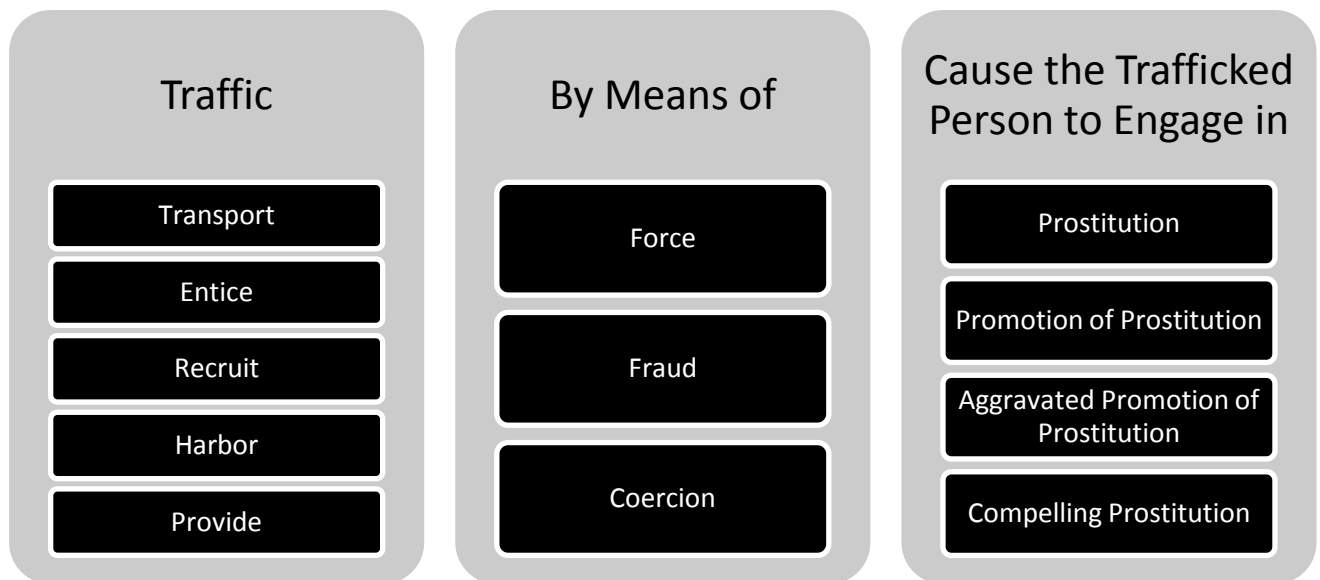 Traffic
Transport
Entice
Recruit
Harbor
Provide
By Means of
Force
Fraud
Coercion
Cause the Trafficked
Person to Engage in
Prostitution
Promotion of Prostitution
Aggravated Promotion of
Prostitution
Compelling Prostitution